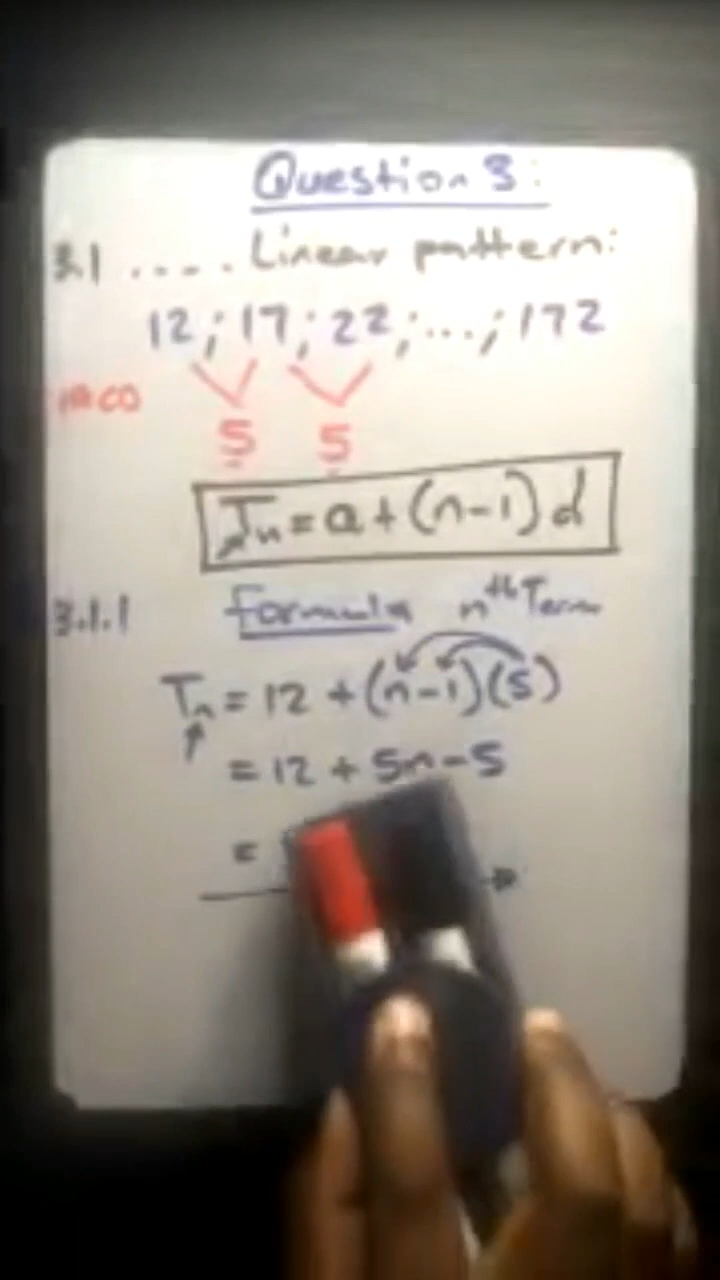 Question 3:
3.1 .... Linear pattern:
12; 17; 22; ...; 172
5 5
Tn = a + (n-1) d
3.1.1 formula nth Term
Tn = 12 + (n-1)(5)
= 12 + 5n - 5
=